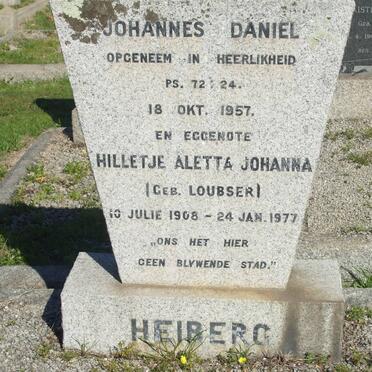 JOHANNES DANIEL
OPGENEEM IN HEERLIKHEID
PS. 72:24.
18 OKT. 1957.
EN EGGENOTE
HILLETJE ALETTA JOHANNA
(GEB. LOUBSER)
10 JULIE 1908 - 24 JAN. 1977
„ONS HET HIER
GEEN BLYWENDE STAD."
HEIBERG